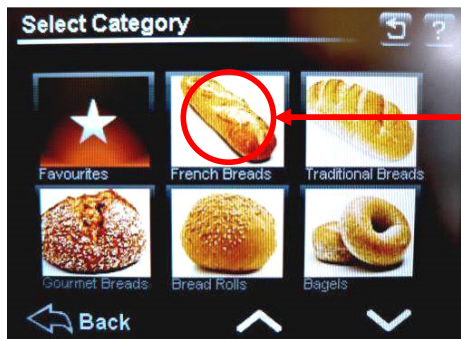 Select Category
?
Favourites
French Breads
Traditional Breads
Gourmet Breads
Bread Rolls
Bagels
Back